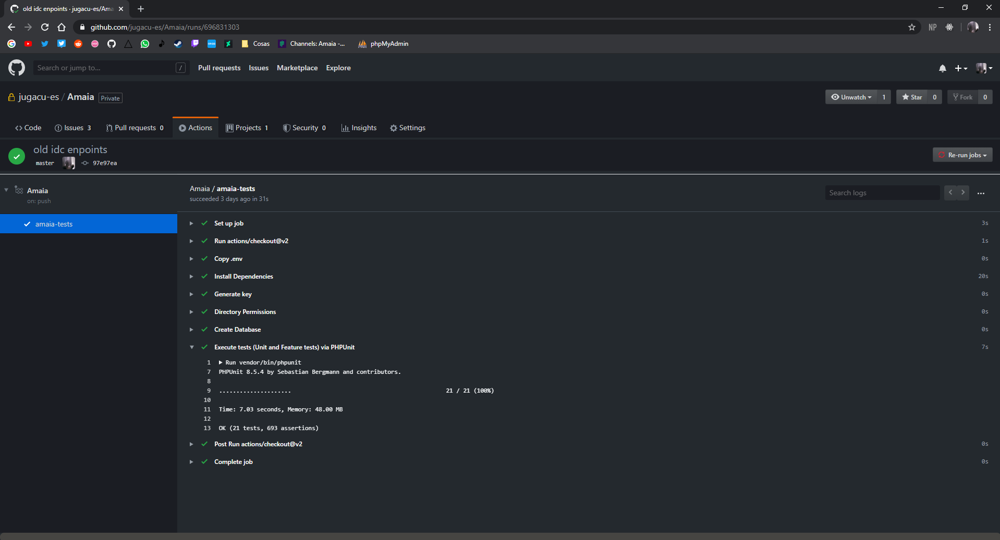 old idc enpoints · jugacu-es/Ama
github.com/jugacu-es/Amaia/runs/696831303
NP
Cosas
Channels: Amaia -...
phpMyAdmin
Search or jump to...
/
Pull requests
Issues
Marketplace
Explore
jugacu-es / Amaia
Private
Unwatch 1
Star 0
Fork 0
Code
Issues 3
Pull requests 0
Actions
Projects 1
Security 0
Insights
Settings
old idc enpoints
master
97e97ea
Re-run jobs
Amaia
on: push
amaia-tests
Amaia / amaia-tests
succeeded 3 days ago in 31s
Search logs
Set up job 3s
Run actions/checkout@v2 1s
Copy .env 0s
Install Dependencies 20s
Generate key 0s
Directory Permissions 0s
Create Database 0s
Execute tests (Unit and Feature tests) via PHPUnit 7s
1 Run vendor/bin/phpunit
7 PHPUnit 8.5.4 by Sebastian Bergmann and contributors.
8
9 ..................... 21 / 21 (100%)
10
11 Time: 7.03 seconds, Memory: 48.00 MB
12
13 OK (21 tests, 693 assertions)
Post Run actions/checkout@v2 0s
Complete job 0s